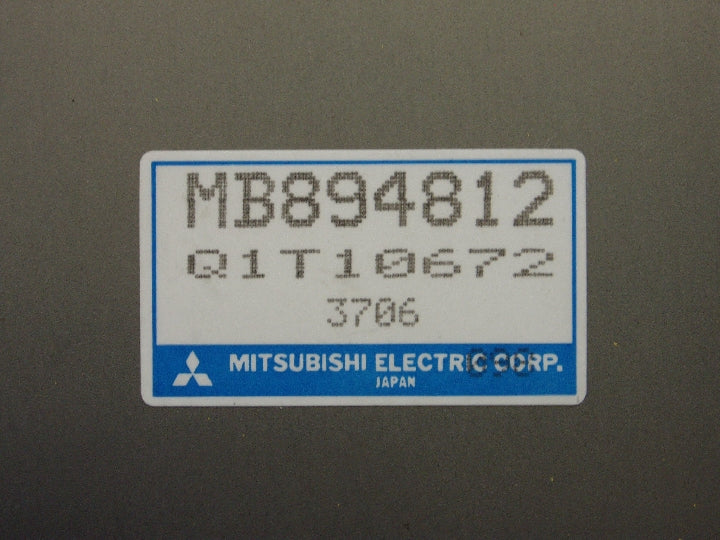 MB894812
Q1T10672
3706
MITSUBISHI ELECTRIC CORP.
JAPAN